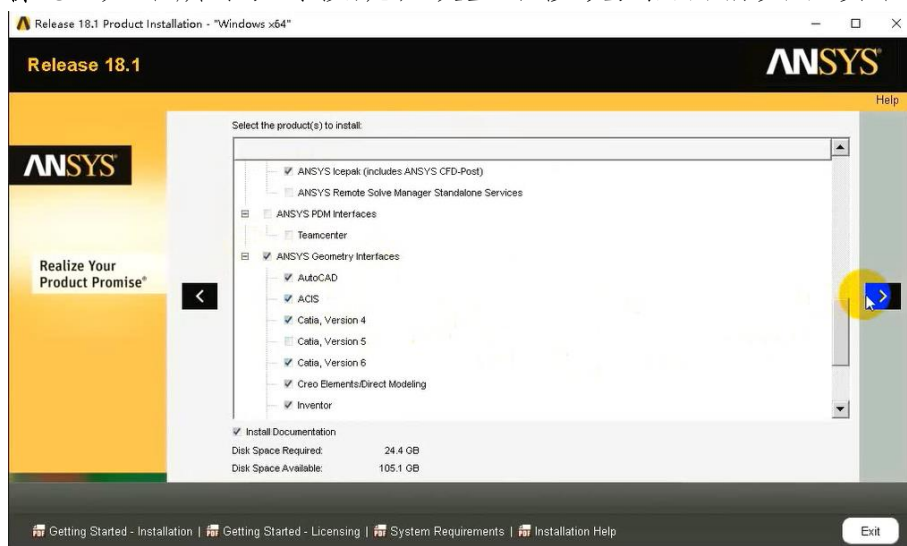 Release 18.1 Product Installation - "Windows x64"
Release 18.1
ANSYS
Help
Select the product(s) to install:
ANSYS
ANSYS Icepak (includes ANSYS CFD-Post)
ANSYS Remote Solve Manager Standalone Services
ANSYS PDM Interfaces
Teamcenter
ANSYS Geometry Interfaces
Realize Your
Product Promise®
AutoCAD
ACIS
Catia, Version 4
Catia, Version 5
Catia, Version 6
Creo Elements/Direct Modeling
Inventor
Install Documentation
Disk Space Required: 24.4 GB
Disk Space Available: 105.1 GB
Getting Started - Installation | Getting Started - Licensing | System Requirements | Installation Help
Exit